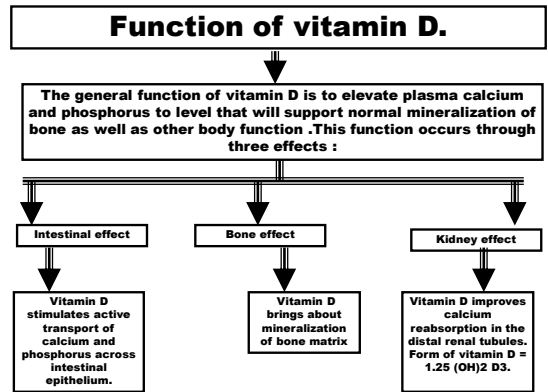 Function of vitamin D.
The general function of vitamin D is to elevate plasma calcium
and phosphorus to level that will support normal mineralization of
bone as well as other body function .This function occurs through
three effects :
Intestinal effect
Bone effect
Kidney effect
Vitamin D
stimulates active
transport of
calcium and
phosphorus across
intestinal
epithelium.
Vitamin D
brings about
mineralization
of bone matrix
Vitamin D improves
calcium
reabsorption in the
distal renal tubules.
Form of vitamin D =
1.25 (OH)2 D3.